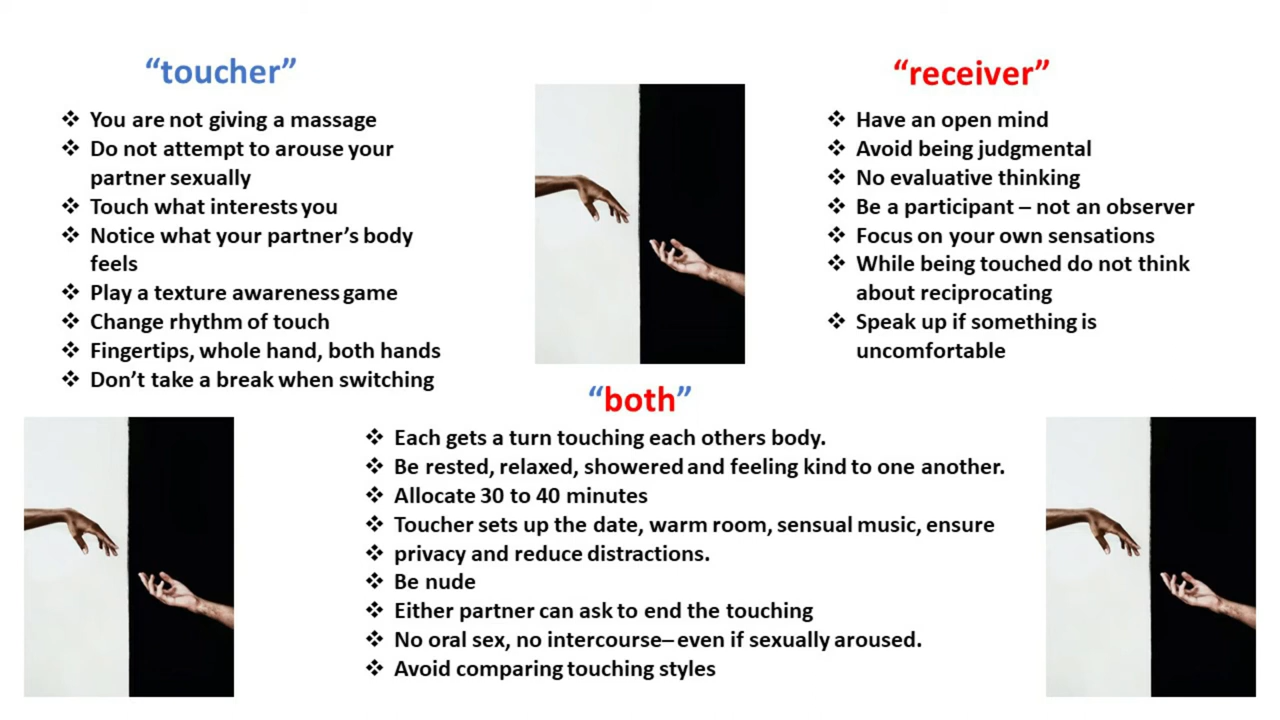 “toucher”
❖ You are not giving a massage
❖ Do not attempt to arouse your
partner sexually
❖ Touch what interests you
❖ Notice what your partner’s body
feels
❖ Play a texture awareness game
❖ Change rhythm of touch
❖ Fingertips, whole hand, both hands
❖ Don’t take a break when switching
“receiver”
❖ Have an open mind
❖ Avoid being judgmental
❖ No evaluative thinking
❖ Be a participant – not an observer
❖ Focus on your own sensations
❖ While being touched do not think
about reciprocating
❖ Speak up if something is
uncomfortable
“both”
❖ Each gets a turn touching each others body.
❖ Be rested, relaxed, showered and feeling kind to one another.
❖ Allocate 30 to 40 minutes
❖ Toucher sets up the date, warm room, sensual music, ensure
❖ privacy and reduce distractions.
❖ Be nude
❖ Either partner can ask to end the touching
❖ No oral sex, no intercourse– even if sexually aroused.
❖ Avoid comparing touching styles